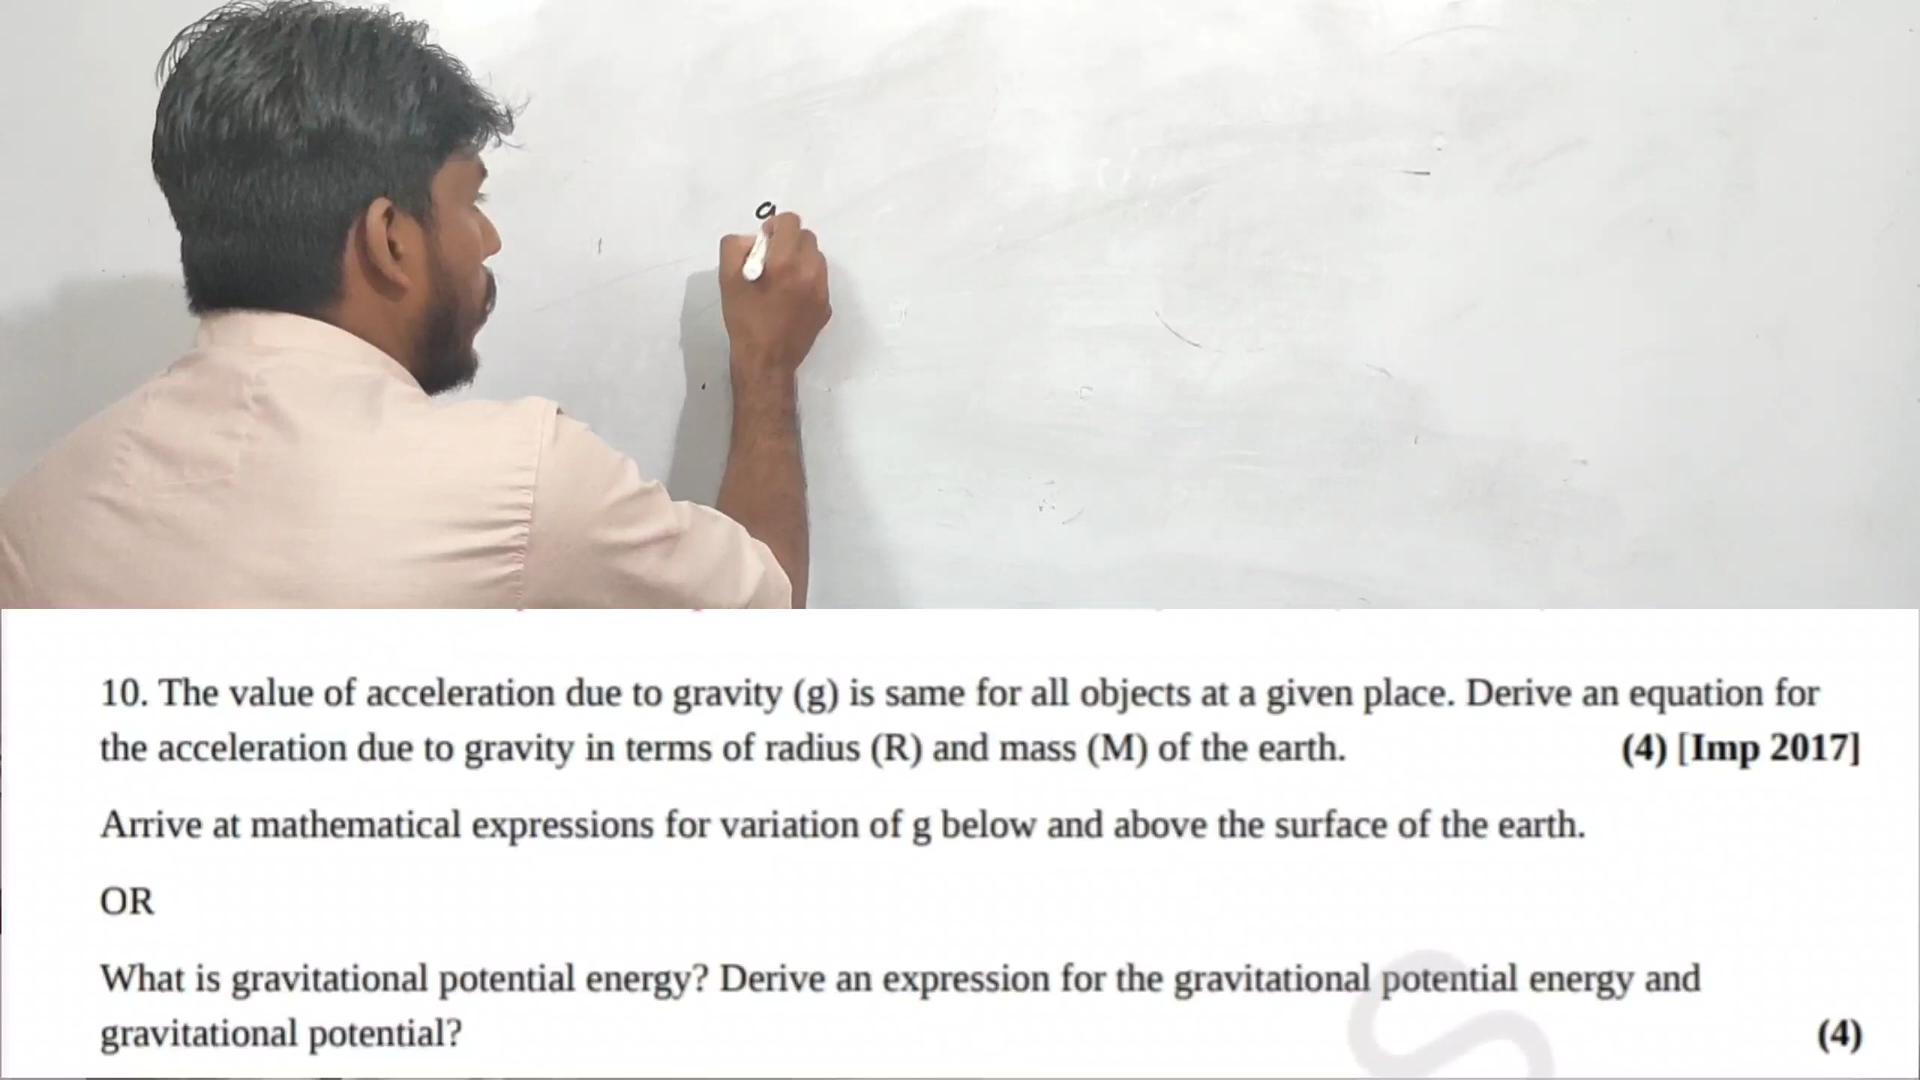 10. The value of acceleration due to gravity (g) is same for all objects at a given place. Derive an equation for
the acceleration due to gravity in terms of radius (R) and mass (M) of the earth. (4) [Imp 2017]
Arrive at mathematical expressions for variation of g below and above the surface of the earth.
OR
What is gravitational potential energy? Derive an expression for the gravitational potential energy and
gravitational potential? (4)